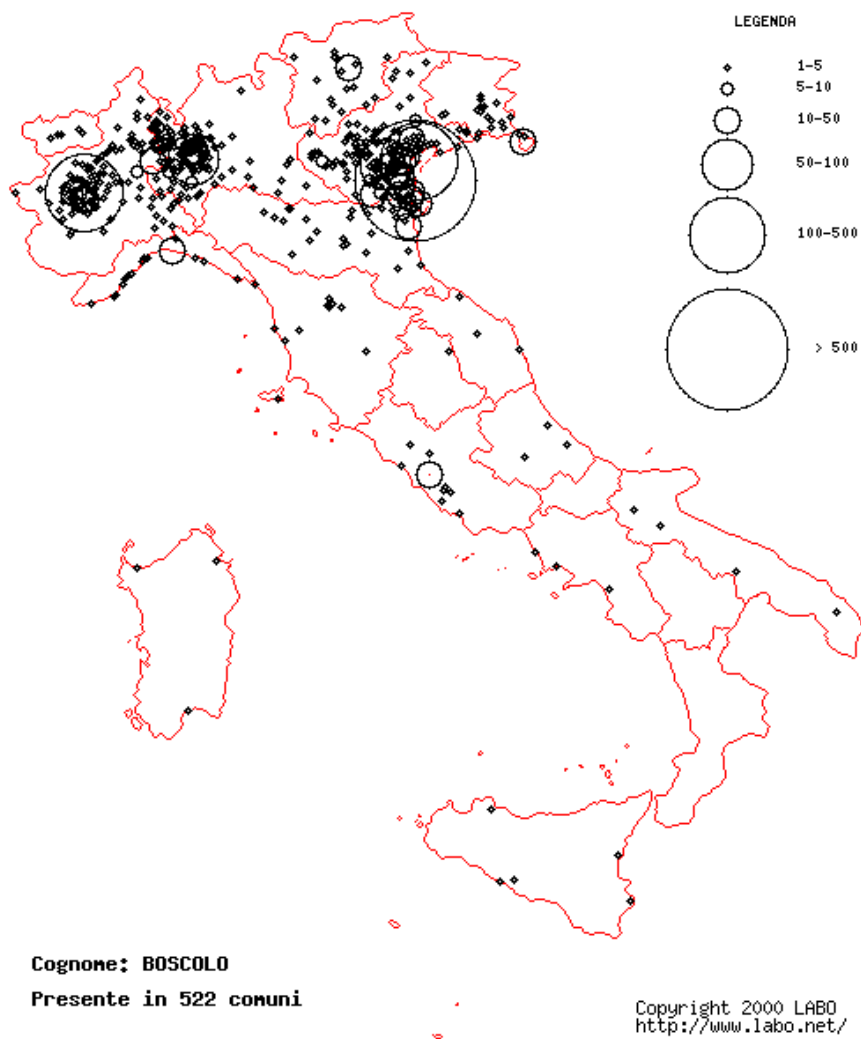 LEGENDA
1-5
5-10
10-50
50-100
100-500
> 500
Cognome: BOSCOLO
Presente in 522 comuni
Copyright 2000 LABO
http://www.labo.net/